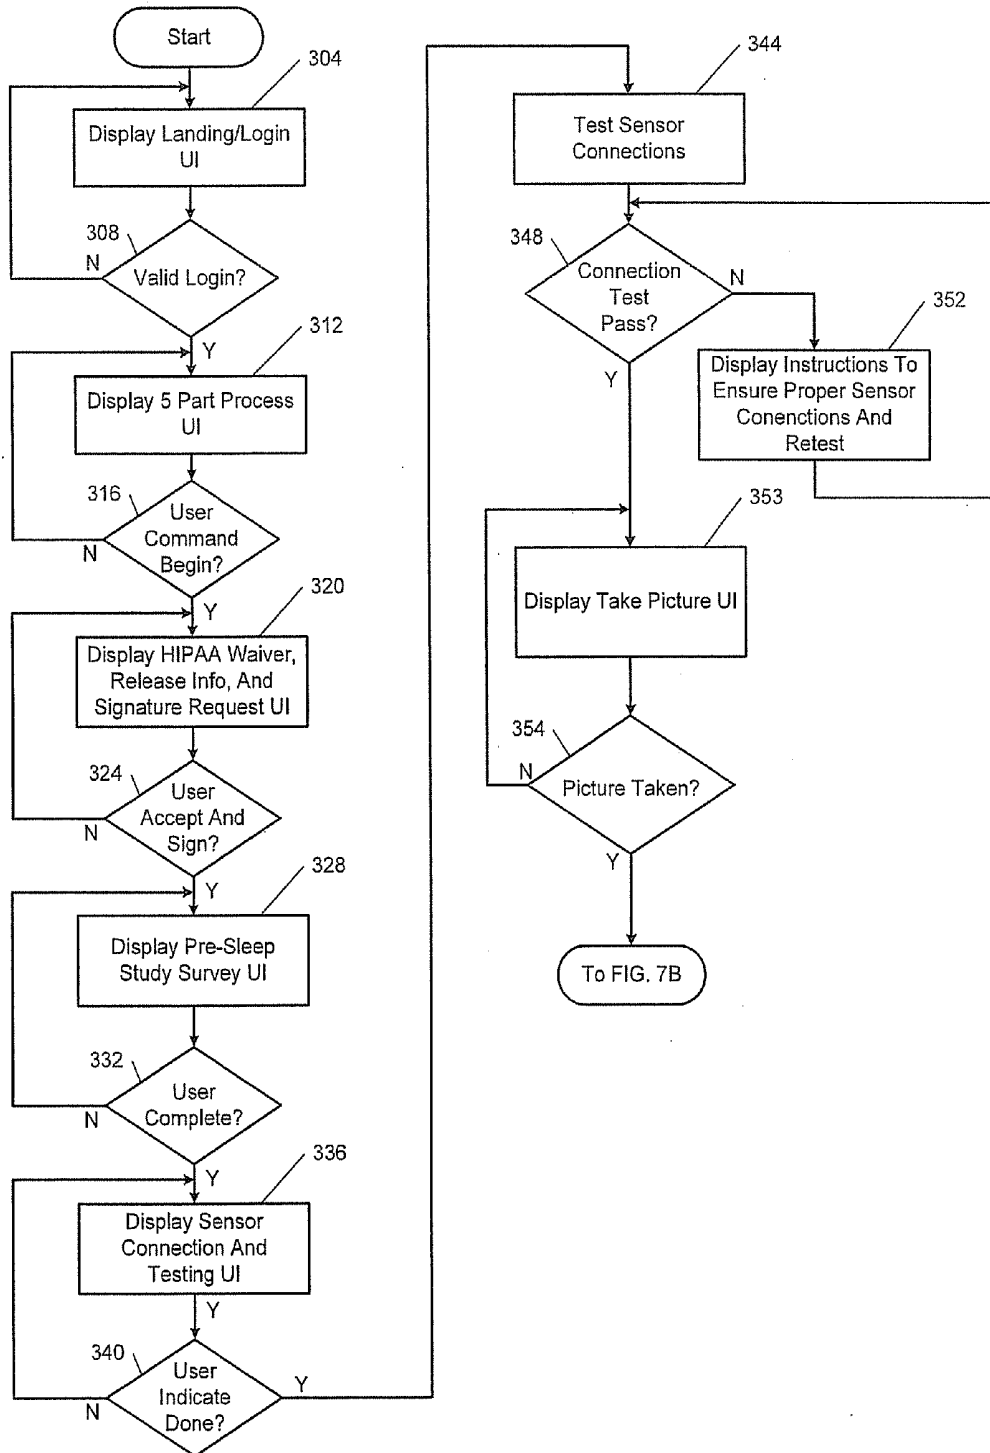 Start
304
Display Landing/Login
UI
308
N
Valid Login?
Y
312
Display 5 Part Process
UI
316
User
Command
Begin?
N
Y
320
Display HIPAA Waiver,
Release Info, And
Signature Request UI
324
User
Accept And
Sign?
N
Y
328
Display Pre-Sleep
Study Survey UI
332
User
Complete?
N
Y
336
Display Sensor
Connection And
Testing UI
Y
340
User
Indicate
Done?
N
Y
344
Test Sensor
Connections
348
Connection
Test
Pass?
N
Y
352
Display Instructions To
Ensure Proper Sensor
Conenctions And
Retest
353
Display Take Picture UI
354
N
Picture Taken?
Y
To FIG. 7B